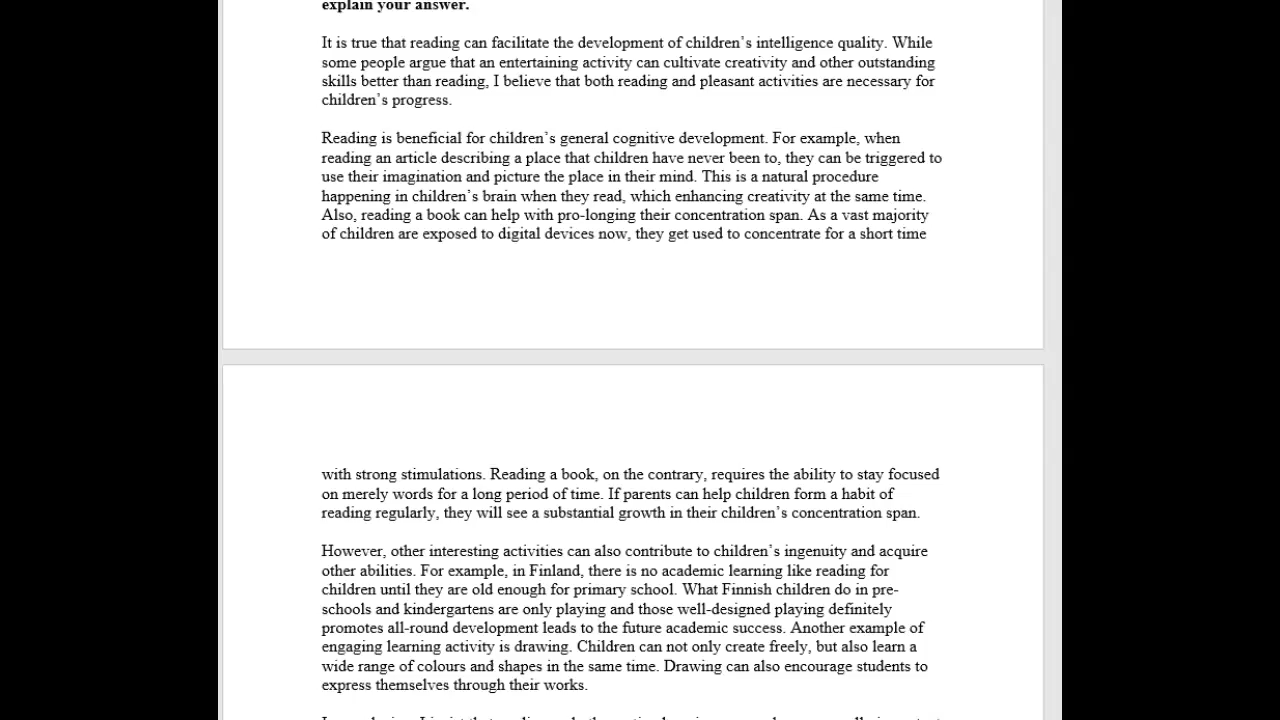 explain your answer.
It is true that reading can facilitate the development of children's intelligence quality. While
some people argue that an entertaining activity can cultivate creativity and other outstanding
skills better than reading, I believe that both reading and pleasant activities are necessary for
children's progress.
Reading is beneficial for children's general cognitive development. For example, when
reading an article describing a place that children have never been to, they can be triggered to
use their imagination and picture the place in their mind. This is a natural procedure
happening in children's brain when they read, which enhancing creativity at the same time.
Also, reading a book can help with pro-longing their concentration span. As a vast majority
of children are exposed to digital devices now, they get used to concentrate for a short time
with strong stimulations. Reading a book, on the contrary, requires the ability to stay focused
on merely words for a long period of time. If parents can help children form a habit of
reading regularly, they will see a substantial growth in their children's concentration span.
However, other interesting activities can also contribute to children's ingenuity and acquire
other abilities. For example, in Finland, there is no academic learning like reading for
children until they are old enough for primary school. What Finnish children do in pre-
schools and kindergartens are only playing and those well-designed playing definitely
promotes all-round development leads to the future academic success. Another example of
engaging learning activity is drawing. Children can not only create freely, but also learn a
wide range of colours and shapes in the same time. Drawing can also encourage students to
express themselves through their works.